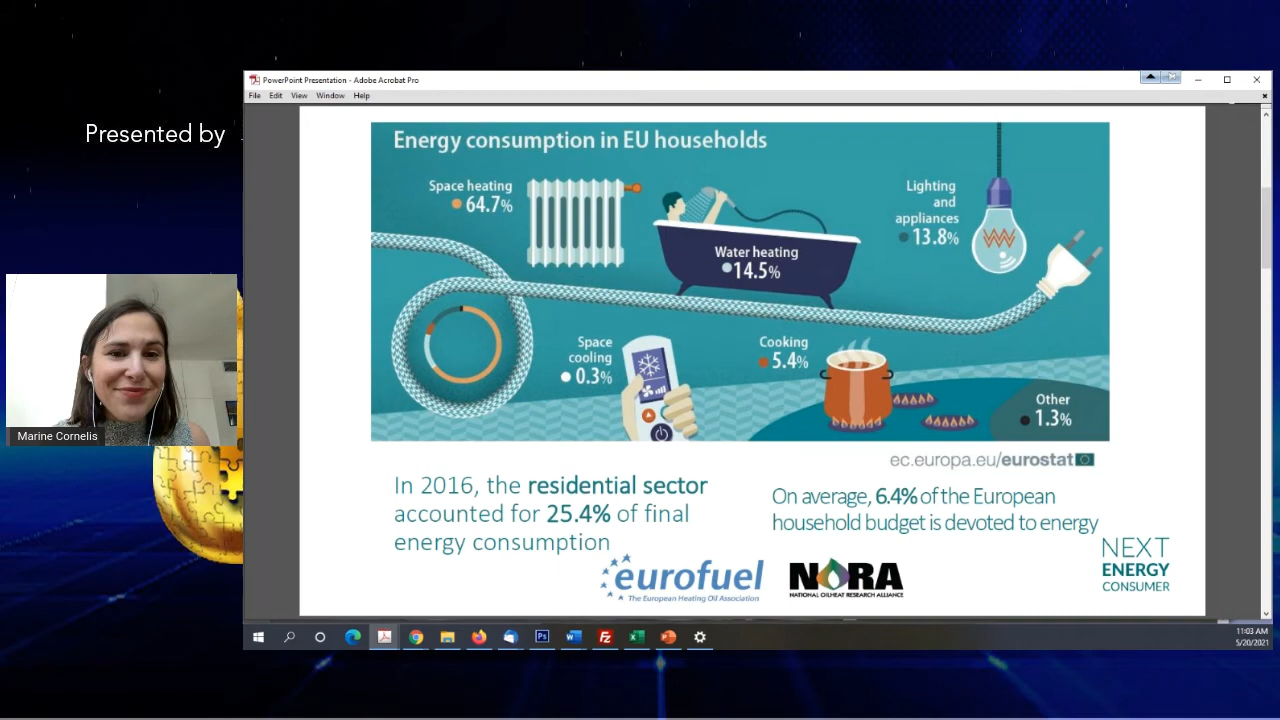 Presented by
PowerPoint Presentation - Adobe Acrobat Pro
File Edit View Window Help
Energy consumption in EU households
Space heating
64.7%
Water heating
14.5%
Lighting
and
appliances
13.8%
Space
cooling
0.3%
Cooking
5.4%
Other
1.3%
ec.europa.eu/eurostat
In 2016, the residential sector
accounted for 25.4% of final
energy consumption
On average, 6.4% of the European
household budget is devoted to energy
eurofuel
The European Heating Oil Association
NORA
NATIONAL OILHEAT RESEARCH ALLIANCE
NEXT
ENERGY
CONSUMER
Marine Cornelis
Ps
Fz
11:03 AM
5/20/2021